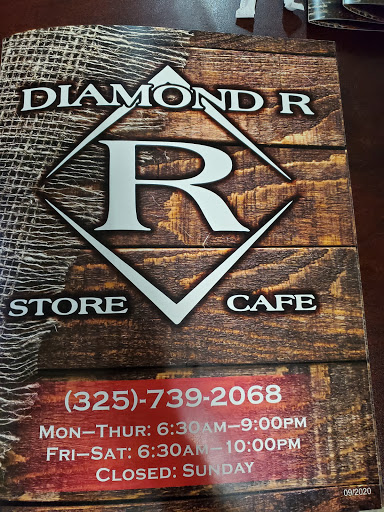 DIAMOND R
R
STORE CAFE
(325)-739-2068
MON–THUR: 6:30AM–9:00PM
FRI–SAT: 6:30AM–10:00PM
CLOSED: SUNDAY
09/2020